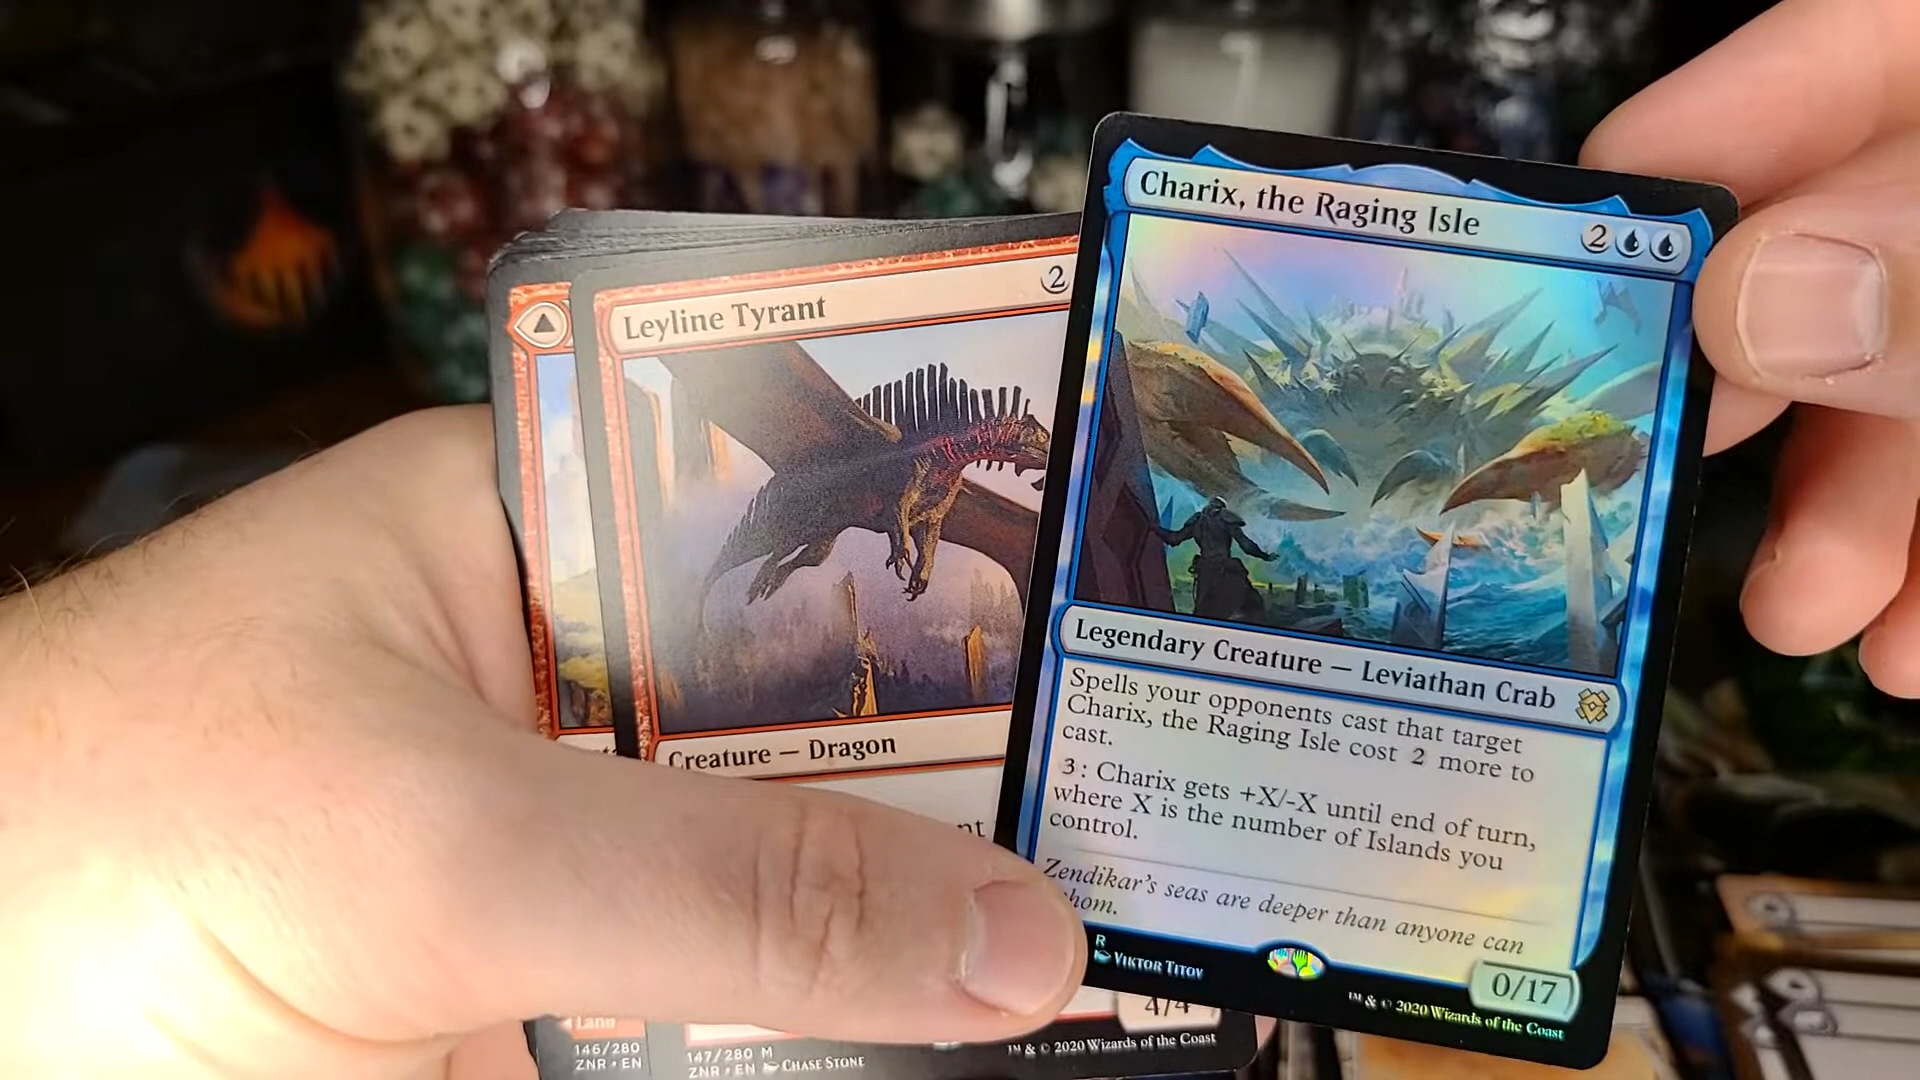 Leyline Tyrant
2
Creature — Dragon
4/4
Land
146/280
ZNR • EN
147/280 M
ZNR • EN CHASE STONE
™ & © 2020 Wizards of the Coast
Charix, the Raging Isle
2
Legendary Creature — Leviathan Crab
Spells your opponents cast that target
Charix, the Raging Isle cost 2 more to
cast.
3: Charix gets +X/-X until end of turn,
where X is the number of Islands you
control.
Zendikar's seas are deeper than anyone can
R
VIKTOR TITOV
0/17
™ & © 2020 Wizards of the Coast